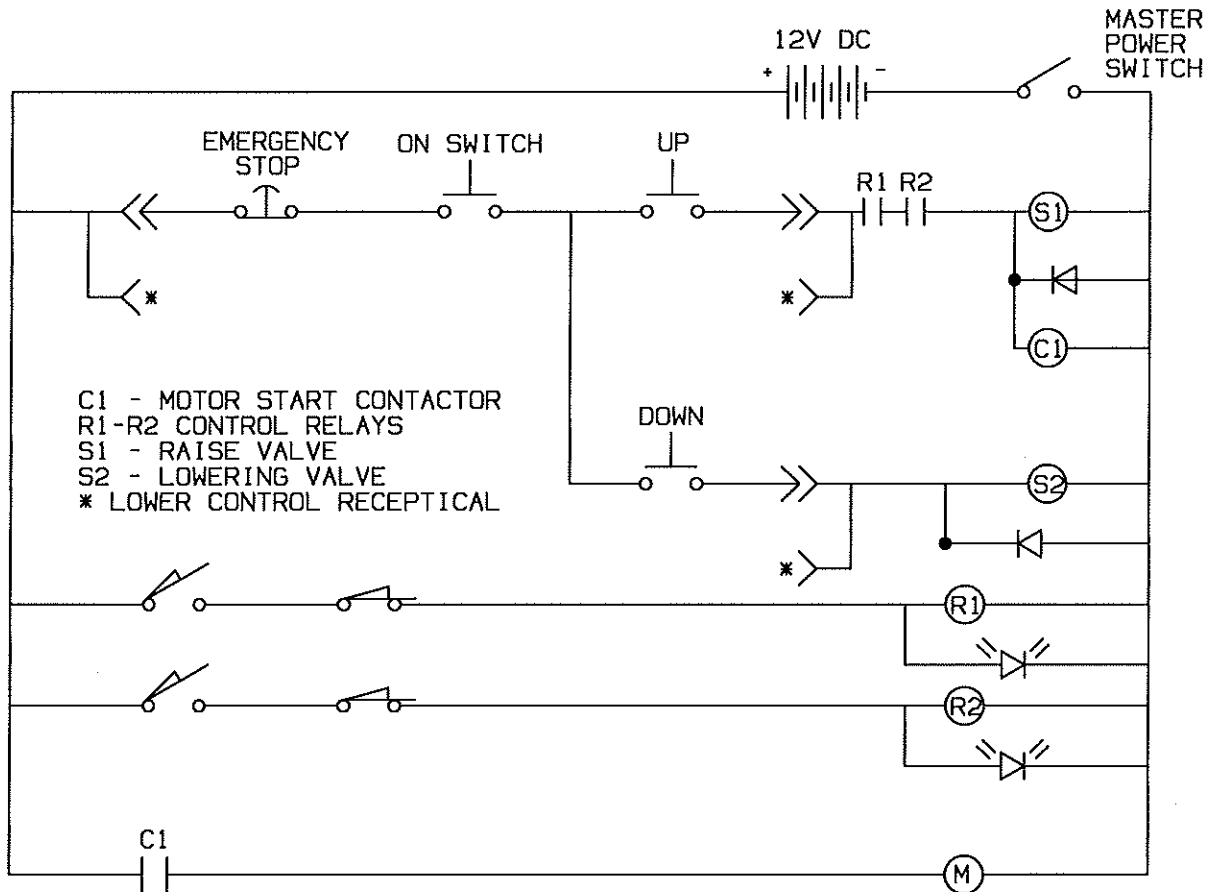 MASTER
POWER
SWITCH
12V DC
+ -
EMERGENCY
STOP
ON SWITCH
UP
R1 R2
S1
*
*
C1
C1 - MOTOR START CONTACTOR
R1-R2 CONTROL RELAYS
S1 - RAISE VALVE
S2 - LOWERING VALVE
* LOWER CONTROL RECEPTICAL
DOWN
S2
*
R1
R2
C1
M